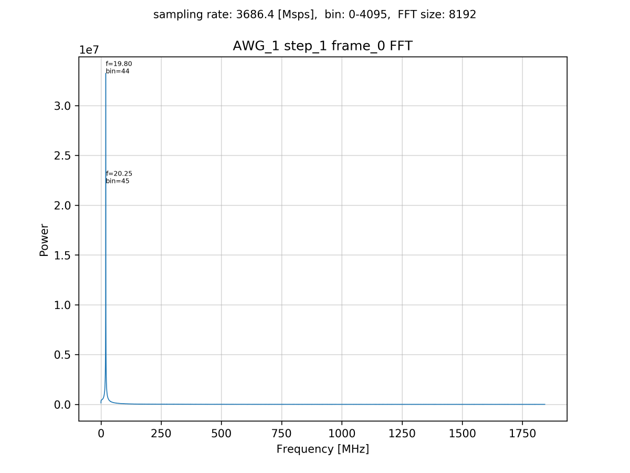 sampling rate: 3686.4 [Msps],  bin: 0-4095,  FFT size: 8192
AWG_1 step_1 frame_0 FFT
1e7
f=19.80
bin=44
3.0
2.5
f=20.25
bin=45
2.0
1.5
1.0
0.5
0.0
Power
0 250 500 750 1000 1250 1500 1750
Frequency [MHz]